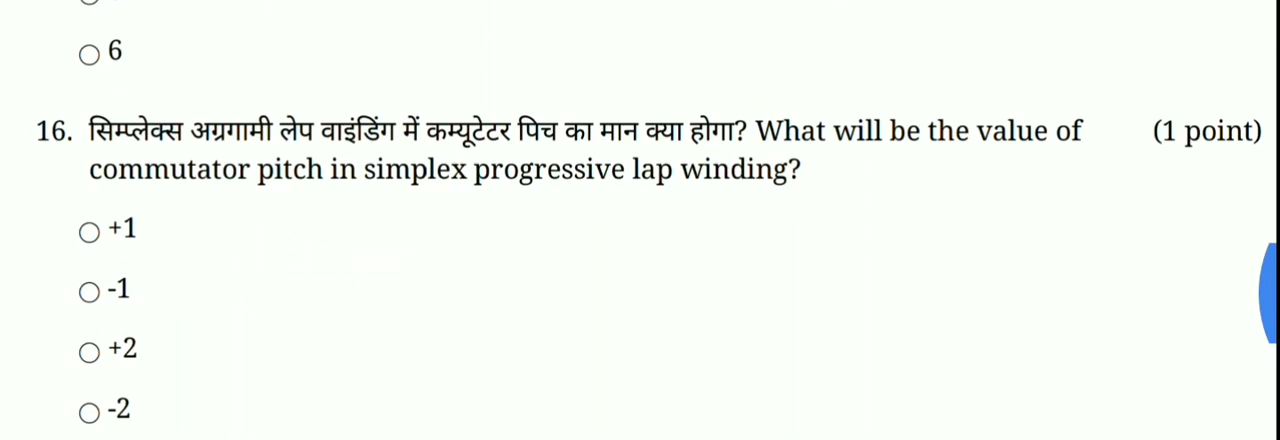 6
16. सिम्प्लेक्स अग्रगामी लेप वाइंडिंग में कम्यूटेटर पिच का मान क्या होगा? What will be the value of (1 point)
commutator pitch in simplex progressive lap winding?
+1
-1
+2
-2